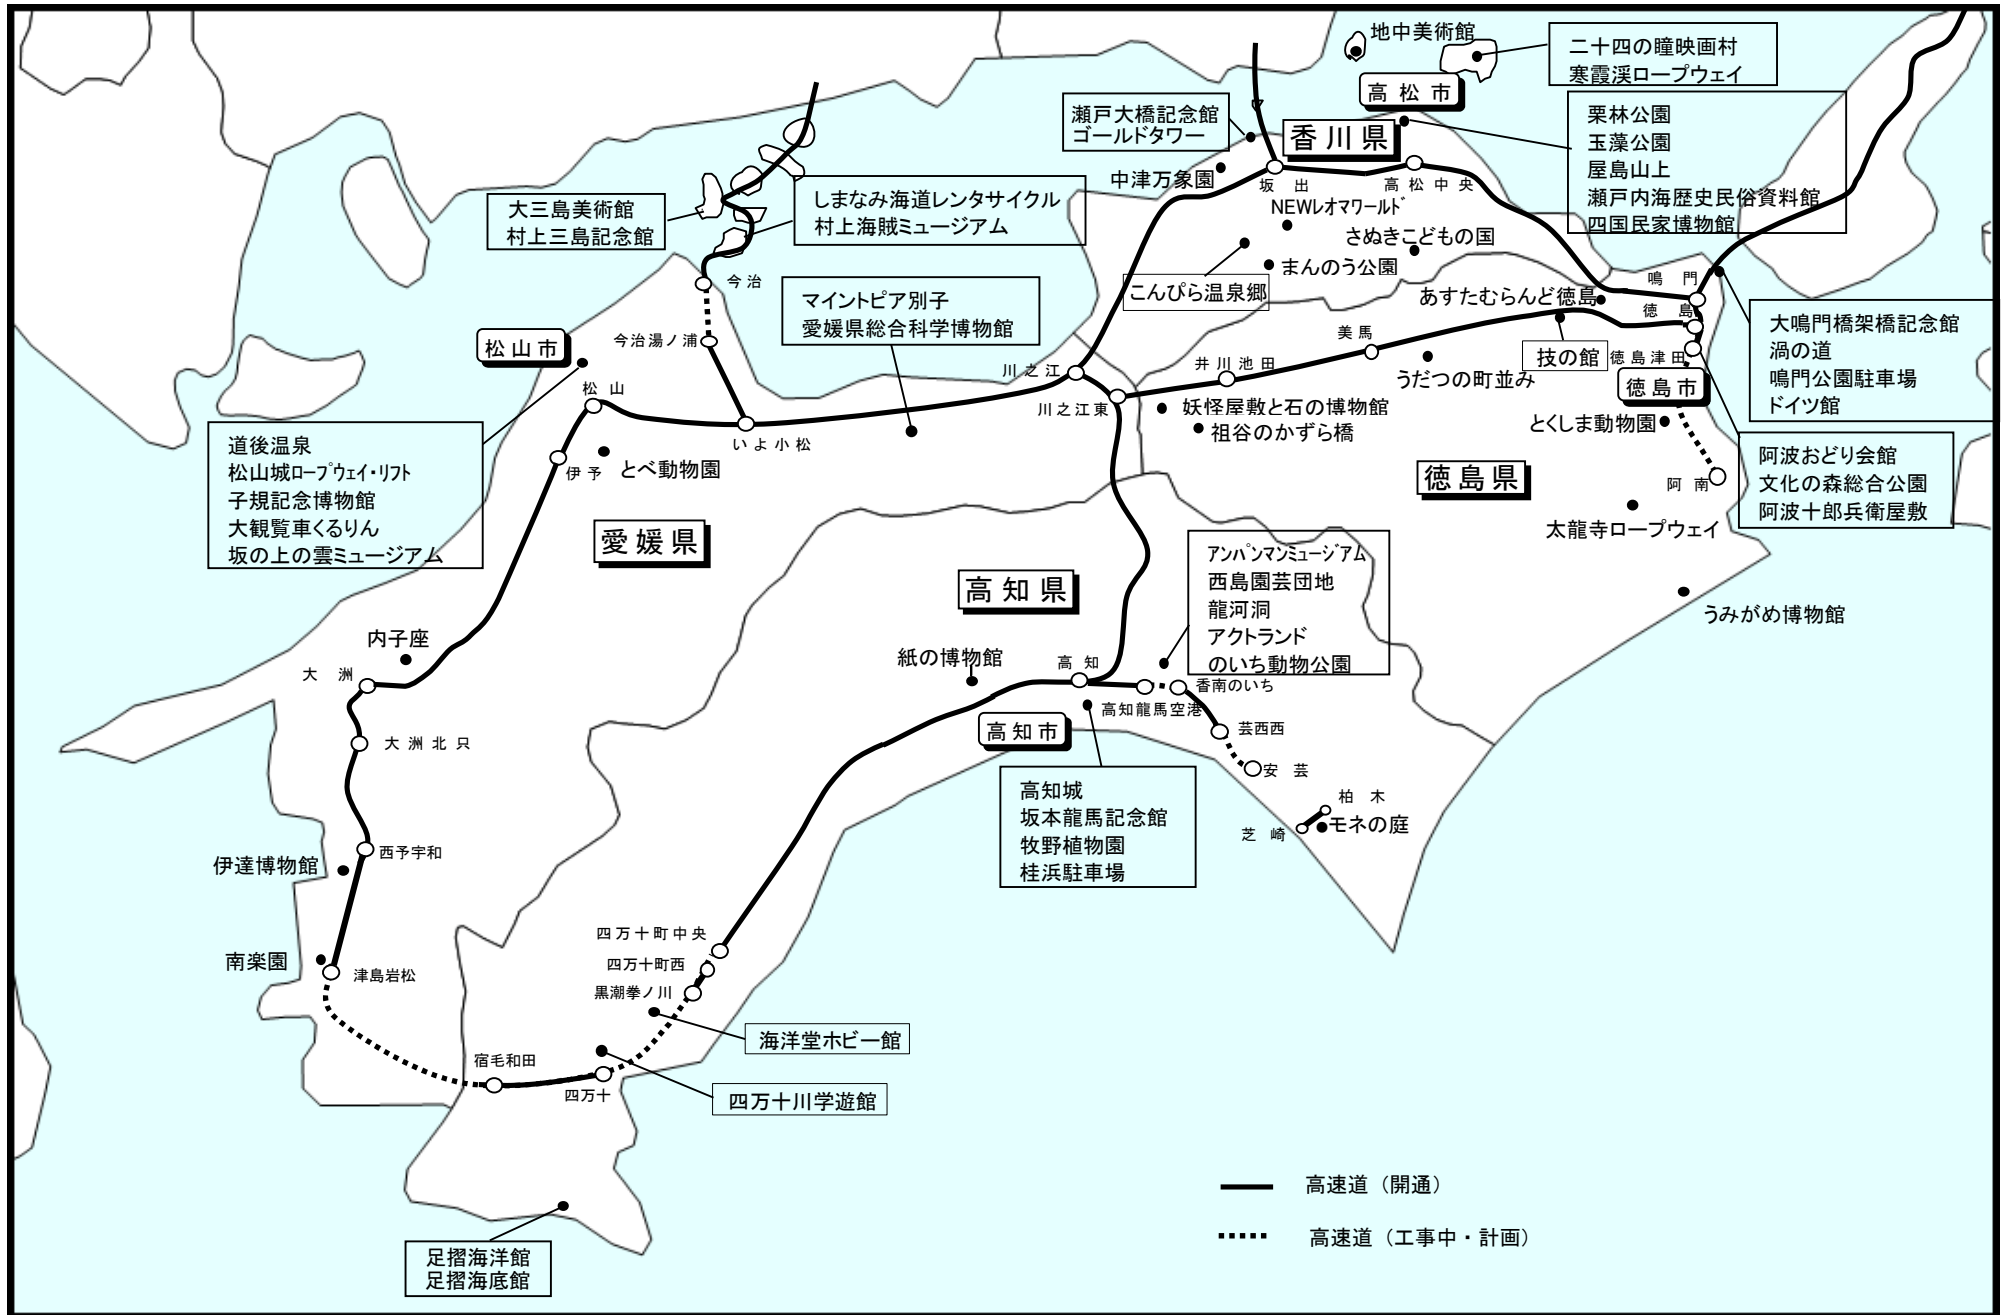 地中美術館
二十四の瞳映画村
寒霞渓ロープウェイ
高松市
瀬戸大橋記念館
ゴールドタワー
香川県
栗林公園
玉藻公園
屋島山上
瀬戸内海歴史民俗資料館
四国民家博物館
中津万象園
坂出
高松中央
NEWレオマワールド
さぬきこどもの国
まんのう公園
こんぴら温泉郷
大三島美術館
村上三島記念館
しまなみ海道レンタサイクル
村上海賊ミュージアム
今治
マイントピア別子
愛媛県総合科学博物館
今治湯ノ浦
松山市
松山
鳴門
徳島
あすたむらんど徳島
美馬
技の館
徳島津田
徳島市
大鳴門橋架橋記念館
渦の道
鳴門公園駐車場
ドイツ館
川之江
井川池田
うだつの町並み
川之江東
妖怪屋敷と石の博物館
祖谷のかずら橋
とくしま動物園
いよ小松
道後温泉
松山城ロープウェイ・リフト
子規記念博物館
大観覧車くるりん
坂の上の雲ミュージアム
伊予
とべ動物園
徳島県
阿南
阿波おどり会館
文化の森総合公園
阿波十郎兵衛屋敷
太龍寺ロープウェイ
愛媛県
高知県
アンパンマンミュージアム
西島園芸団地
龍河洞
アクトランド
のいち動物公園
うみがめ博物館
内子座
大洲
紙の博物館
高知
香南のいち
高知龍馬空港
高知市
芸西西
大洲北只
安芸
高知城
坂本龍馬記念館
牧野植物園
桂浜駐車場
柏木
モネの庭
芝崎
西予宇和
伊達博物館
四万十町中央
四万十町西
黒潮拳ノ川
南楽園
津島岩松
海洋堂ホビー館
宿毛和田
四万十
四万十川学遊館
高速道（開通）
高速道（工事中・計画）
足摺海洋館
足摺海底館